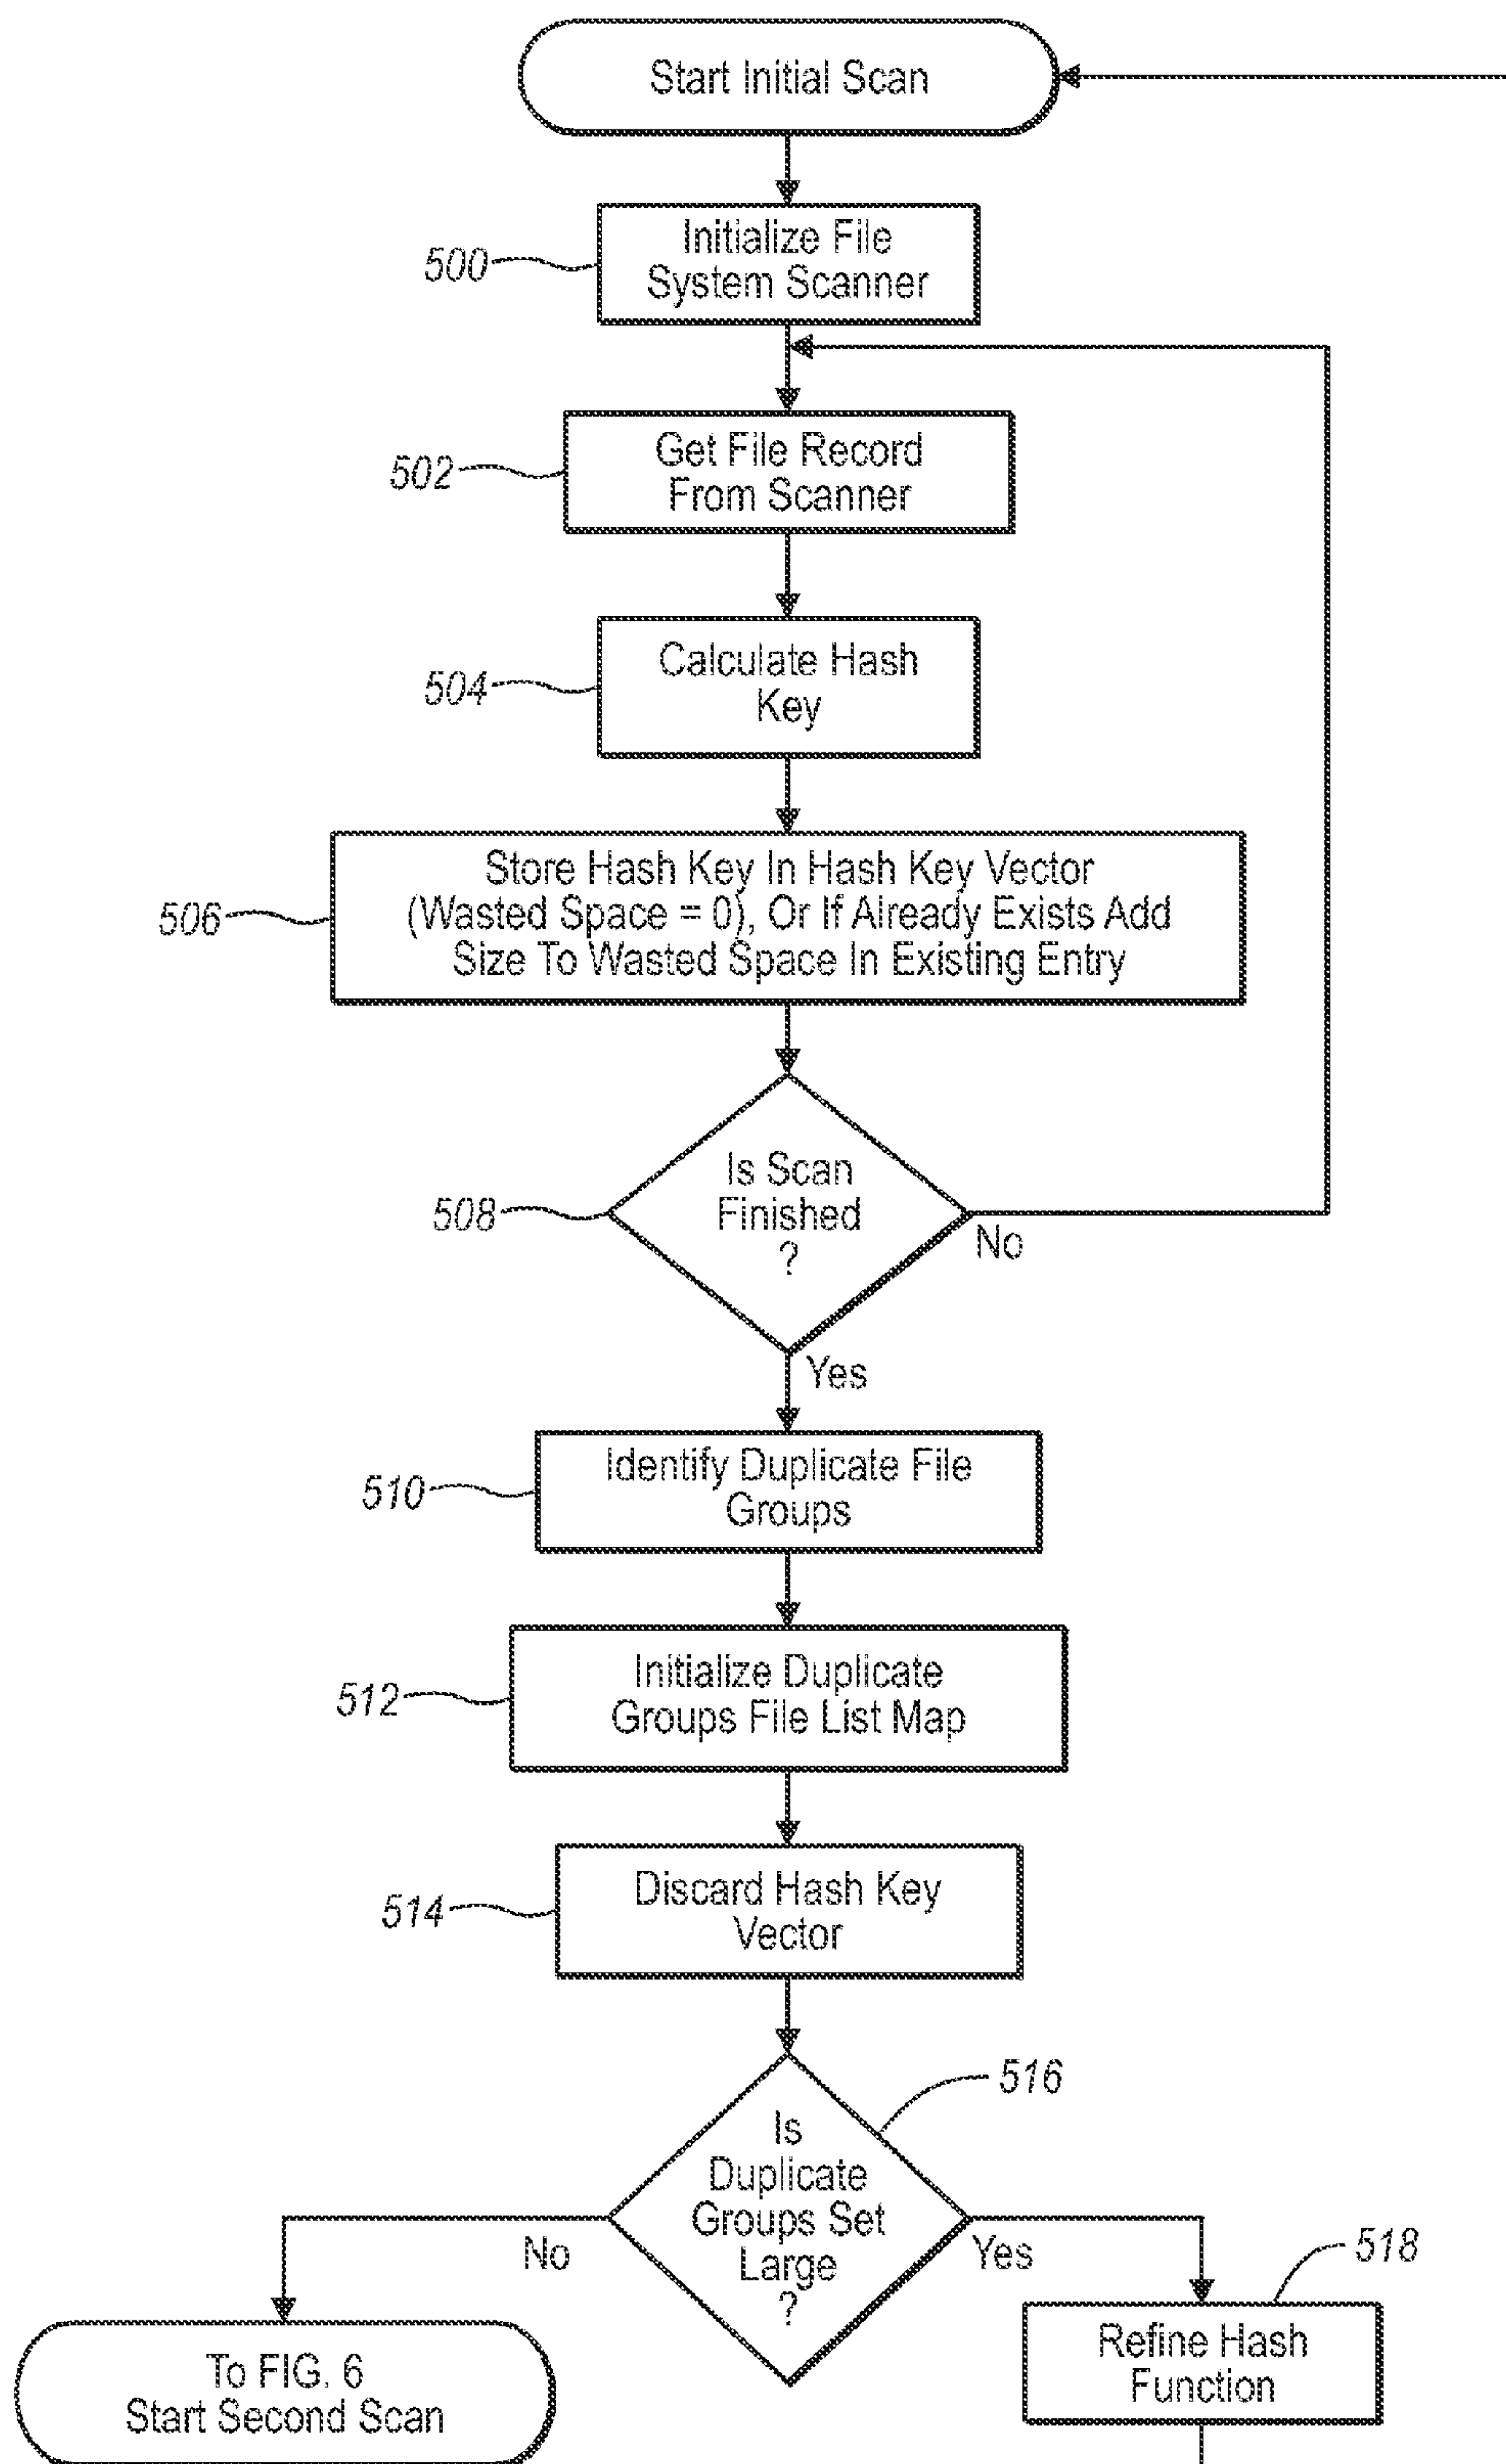 Start Initial Scan
500
Initialize File
System Scanner
502
Get File Record
From Scanner
504
Calculate Hash
Key
506
Store Hash Key In Hash Key Vector
(Wasted Space = 0), Or If Already Exists Add
Size To Wasted Space In Existing Entry
508
Is Scan
Finished
?
No
Yes
510
Identify Duplicate File
Groups
512
Initialize Duplicate
Groups File List Map
514
Discard Hash Key
Vector
516
Is
Duplicate
Groups Set
Large
?
No
Yes
518
Refine Hash
Function
To FIG. 6
Start Second Scan